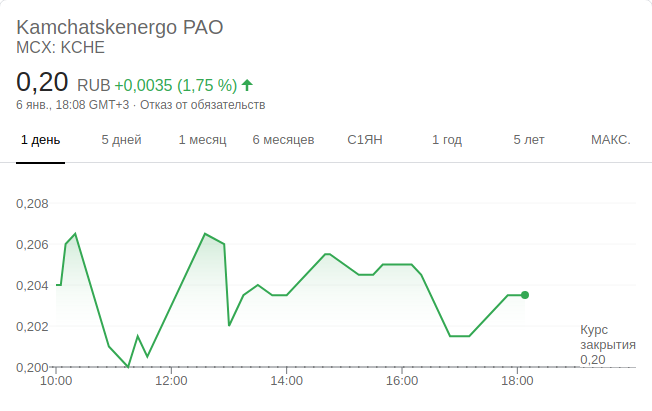 Kamchatskenergo PAO
MCX: KCHE
0,20 RUB +0,0035 (1,75 %)
6 янв., 18:08 GMT+3 · Отказ от обязательств
1 день 5 дней 1 месяц 6 месяцев С1ЯН 1 год 5 лет МАКС.
0,208
0,206
0,204
0,202
0,200
Курс
закрытия
0,20
10:00 12:00 14:00 16:00 18:00